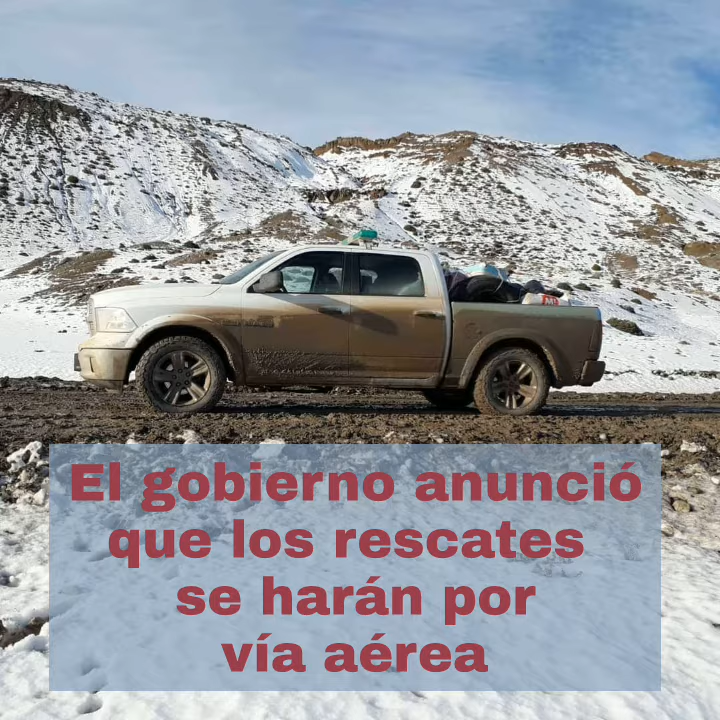 El gobierno anunció
que los rescates
se harán por
vía aérea